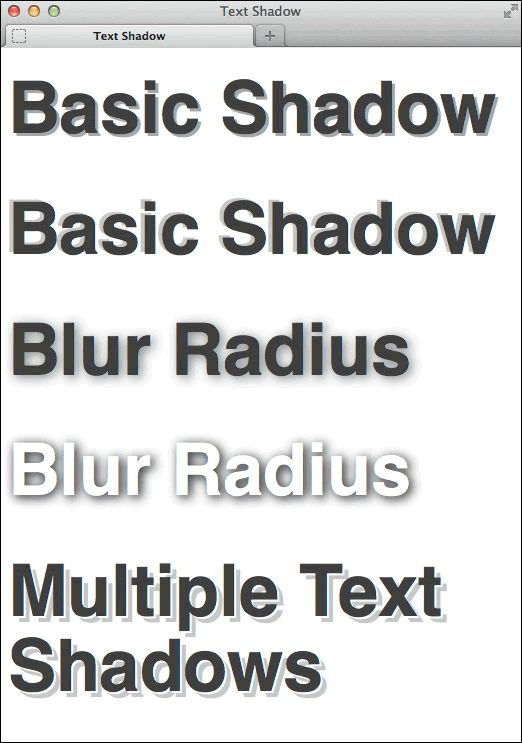 Text Shadow
Text Shadow
Basic Shadow
Basic Shadow
Blur Radius
Blur Radius
Multiple Text
Shadows